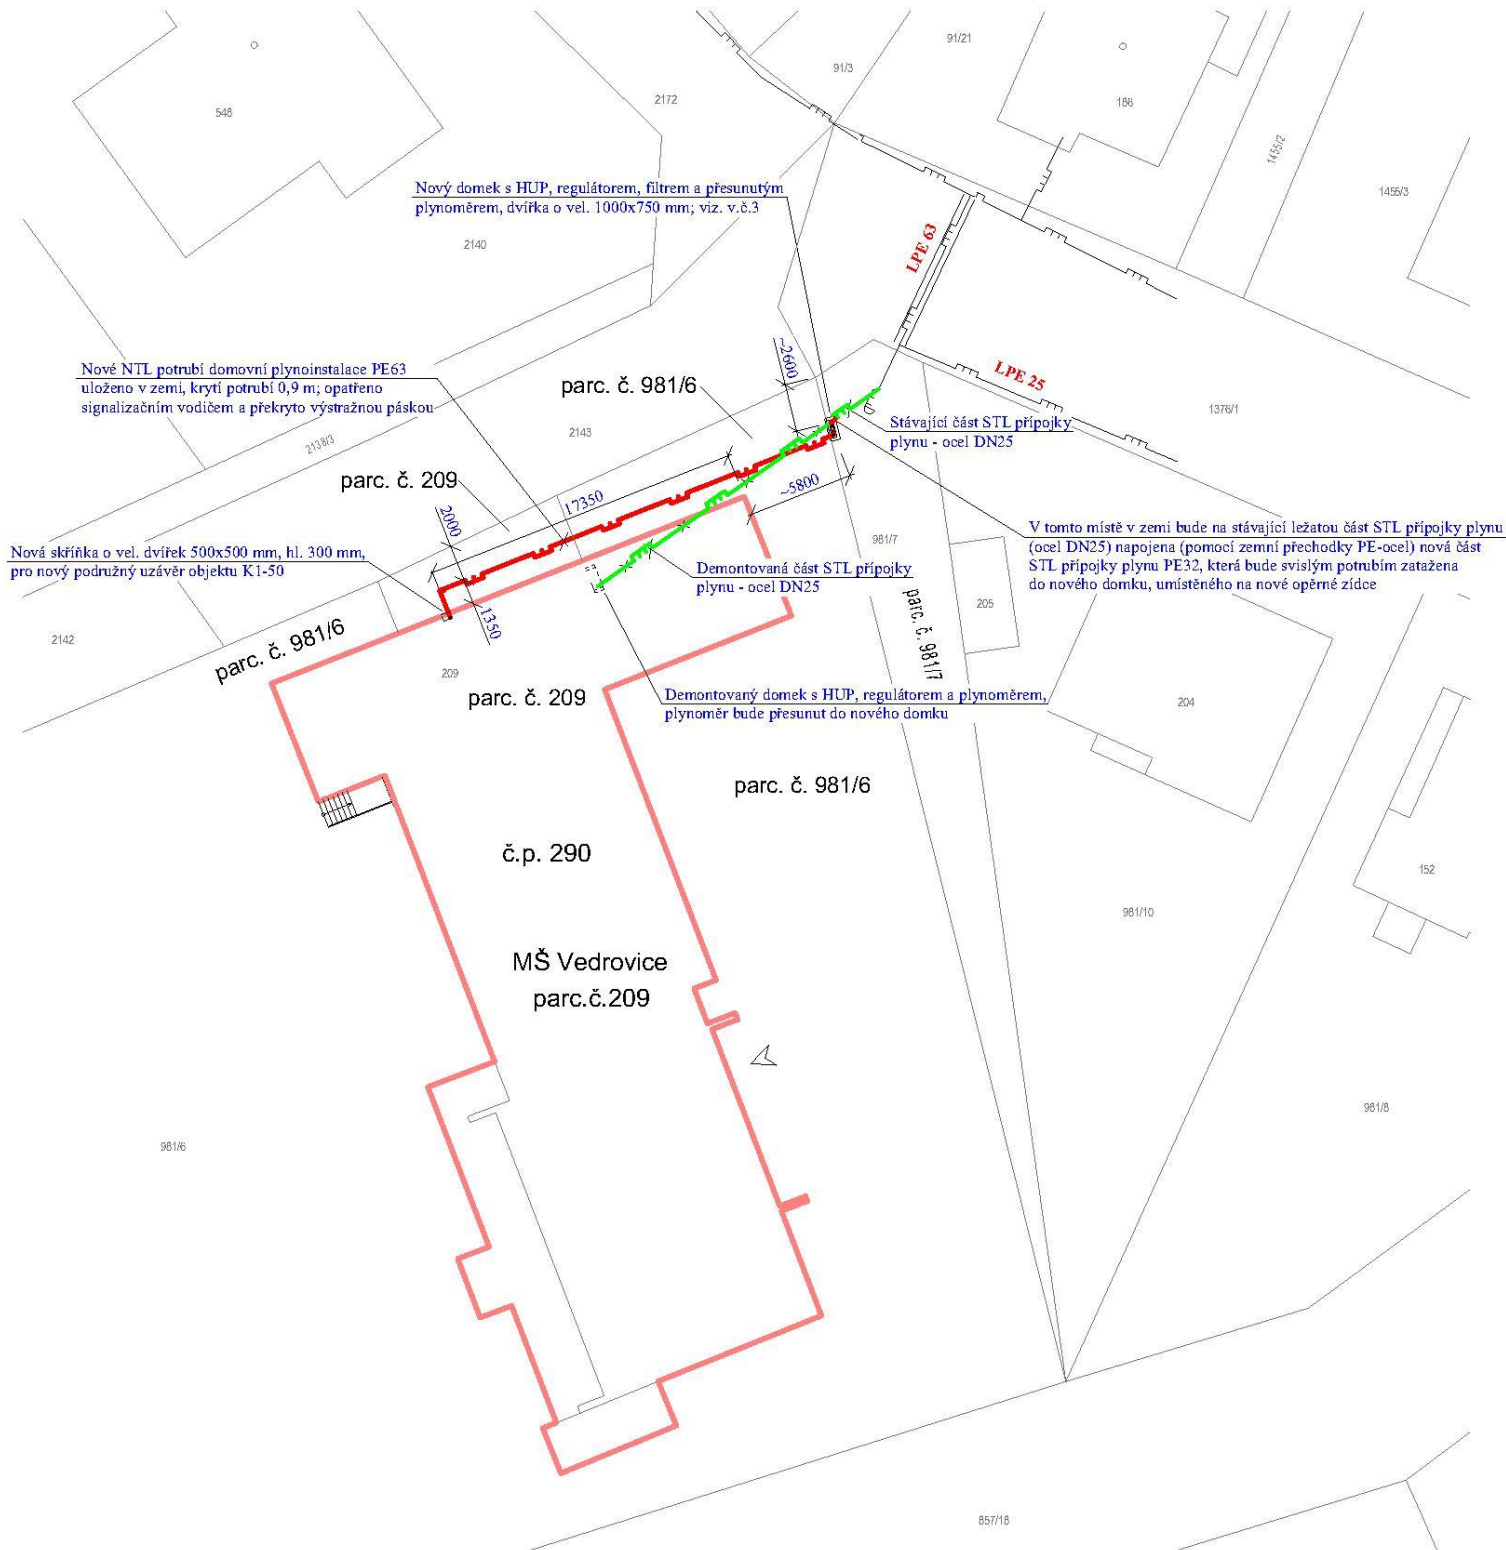 91/21
91/3
2172
186
548
1455/2
1455/3
Nový domek s HUP, regulátorem, filtrem a přesunutým
plynoměrem, dvířka o vel. 1000x750 mm; viz. v.č.3
2140
LPE 63
~2600
Nové NTL potrubí domovní plynoinstalace PE63
uloženo v zemi, krytí potrubí 0,9 m; opatřeno
signalizačním vodičem a překryto výstražnou páskou
parc. č. 981/6
LPE 25
1376/1
2143
Stávající část STL přípojky
plynu - ocel DN25
2138/3
parc. č. 209
17350
~5800
2000
Nová skříňka o vel. dvířek 500x500 mm, hl. 300 mm,
pro nový podružný uzávěr objektu K1-50
V tomto místě v zemi bude na stávající ležatou část STL přípojky plynu
(ocel DN25) napojena (pomocí zemní přechodky PE-ocel) nová část
STL přípojky plynu PE32, která bude svislým potrubím zatažena
do nového domku, umístěného na nové opěrné zídce
981/7
Demontovaná část STL přípojky
plynu - ocel DN25
205
parc. č. 981/7
1350
2142
parc. č. 981/6
209
parc. č. 209
Demontovaný domek s HUP, regulátorem a plynoměrem,
plynoměr bude přesunut do nového domku
204
parc. č. 981/6
č.p. 290
152
981/10
MŠ Vedrovice
parc.č.209
981/8
981/6
857/18